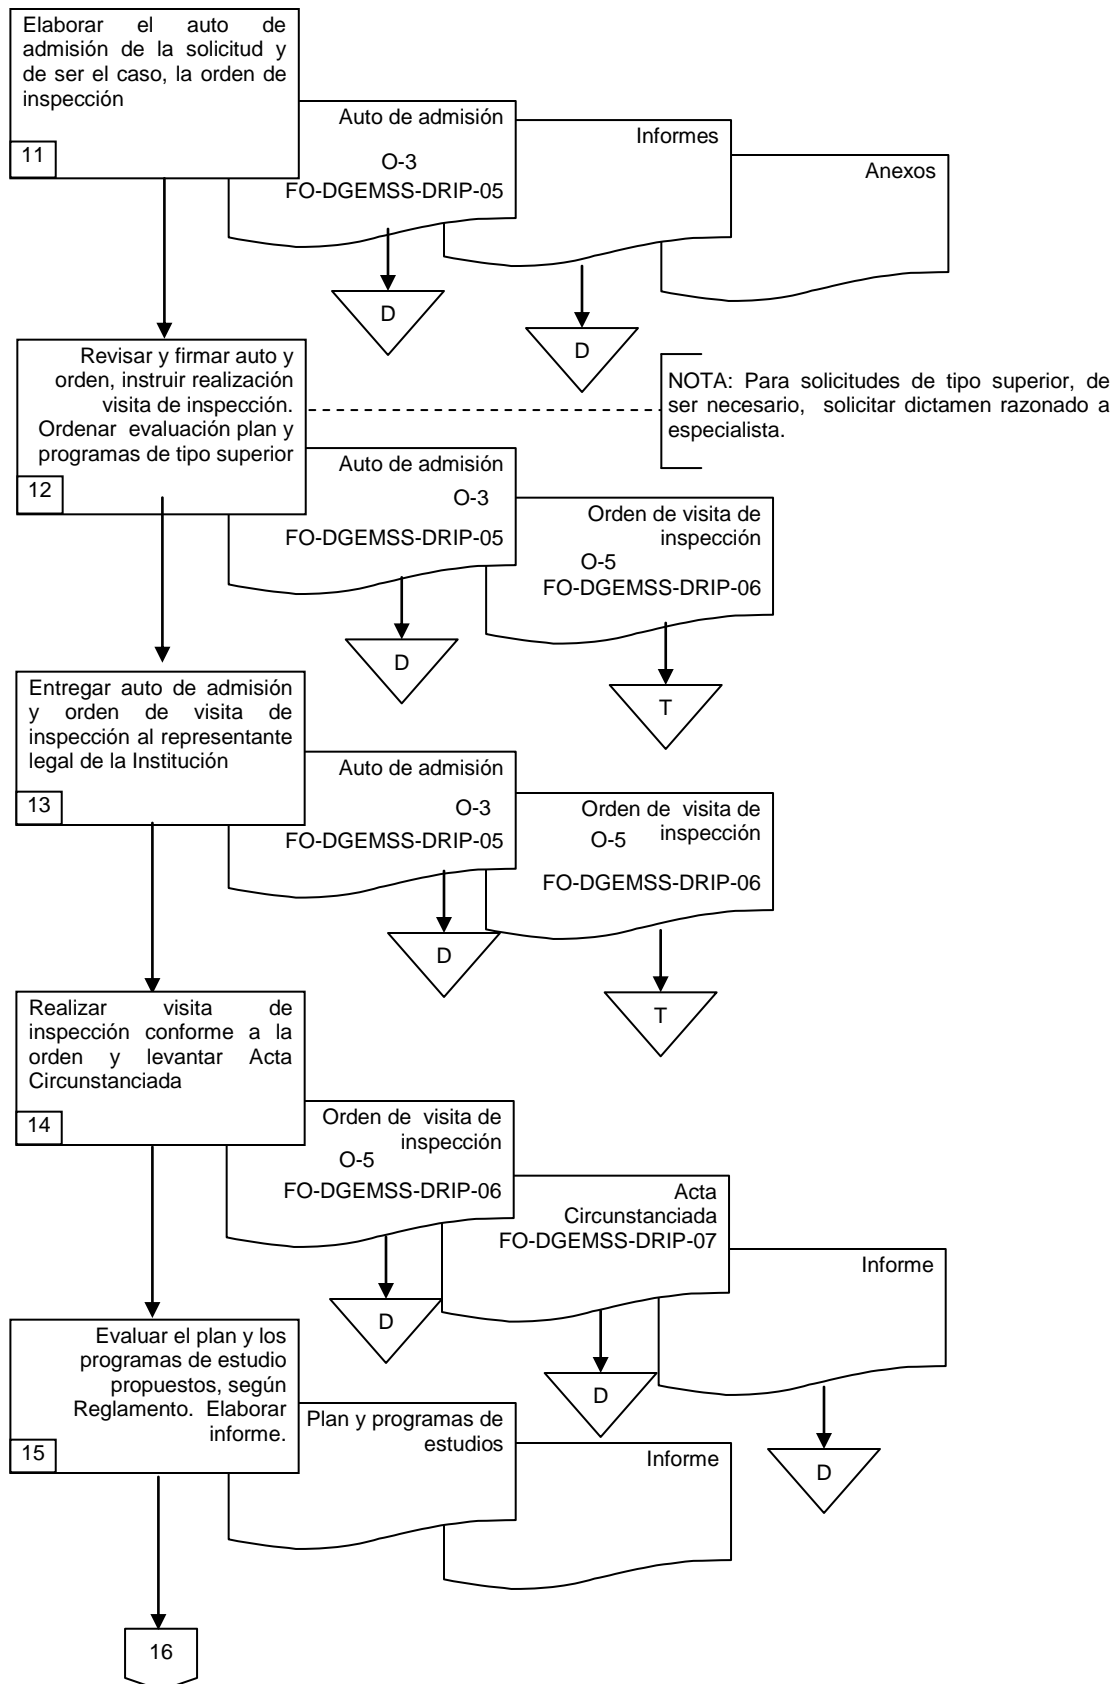 Elaborar el auto de
admisión de la solicitud y
de ser el caso, la orden de
inspección
11
Auto de admisión
O-3
FO-DGEMSS-DRIP-05
Informes
Anexos
D
D
Revisar y firmar auto y
orden, instruir realización
visita de inspección.
Ordenar evaluación plan y
programas de tipo superior
12
NOTA: Para solicitudes de tipo superior, de
ser necesario, solicitar dictamen razonado a
especialista.
Auto de admisión
O-3
FO-DGEMSS-DRIP-05
Orden de visita de
inspección
O-5
FO-DGEMSS-DRIP-06
D
T
Entregar auto de admisión
y orden de visita de
inspección al representante
legal de la Institución
13
Auto de admisión
O-3
FO-DGEMSS-DRIP-05
Orden de visita de
inspección
O-5
FO-DGEMSS-DRIP-06
D
T
Realizar visita de
inspección conforme a la
orden y levantar Acta
Circunstanciada
14
Orden de visita de
inspección
O-5
FO-DGEMSS-DRIP-06
Acta
Circunstanciada
FO-DGEMSS-DRIP-07
Informe
D
D
D
Evaluar el plan y los
programas de estudio
propuestos, según
Reglamento. Elaborar
informe.
15
Plan y programas de
estudios
Informe
16